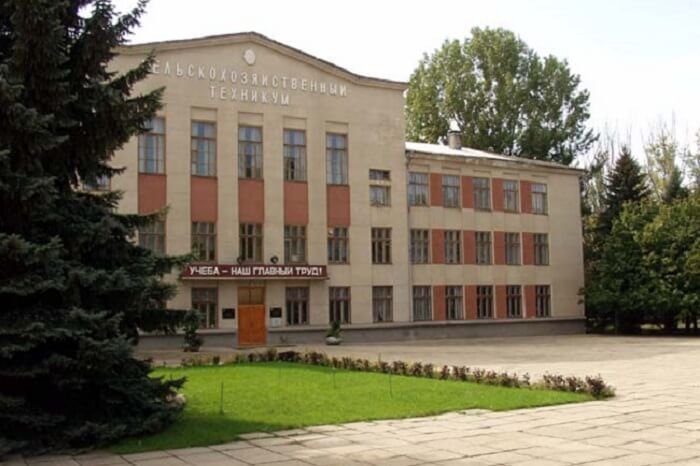 ЕЛЬСКОХОЗЯЙСТВЕННЫЙ
ТЕХНИКУМ
УЧЕБА – НАШ ГЛАВНЫЙ ТРУД!